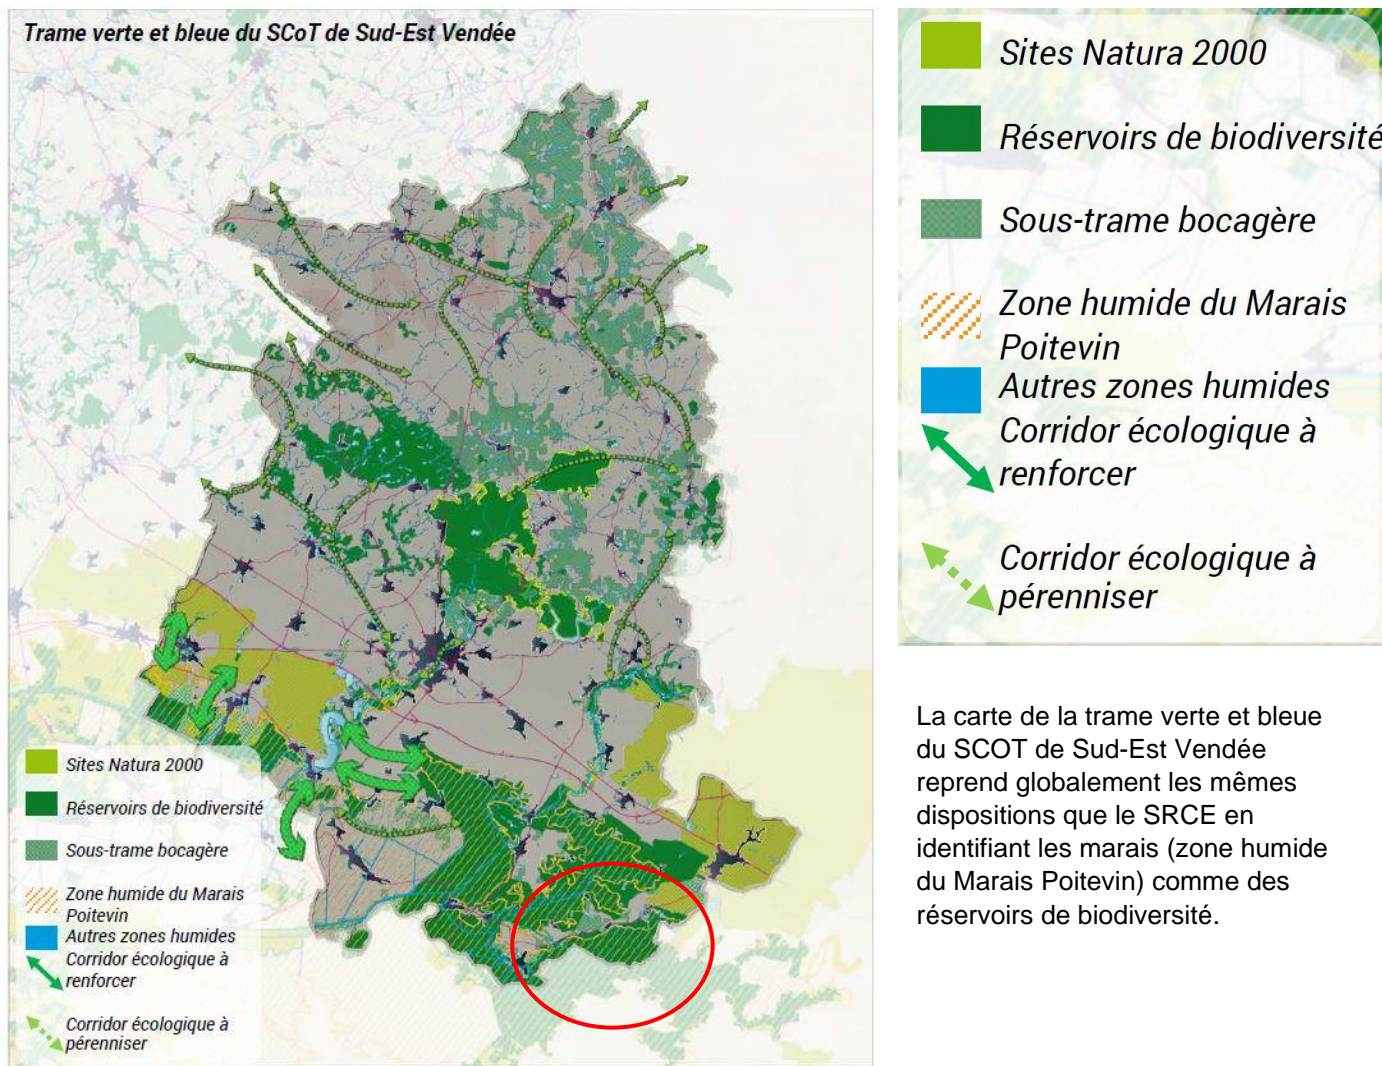 Trame verte et bleue du SCoT de Sud-Est Vendée
Sites Natura 2000
Réservoirs de biodiversité
Sous-trame bocagère
Zone humide du Marais
Poitevin
Autres zones humides
Corridor écologique à
renforcer
Corridor écologique à
pérenniser
Sites Natura 2000
Réservoirs de biodiversité
Sous-trame bocagère
Zone humide du Marais
Poitevin
Autres zones humides
Corridor écologique à
renforcer
Corridor écologique à
pérenniser
La carte de la trame verte et bleue
du SCOT de Sud-Est Vendée
reprend globalement les mêmes
dispositions que le SRCE en
identifiant les marais (zone humide
du Marais Poitevin) comme des
réservoirs de biodiversité.